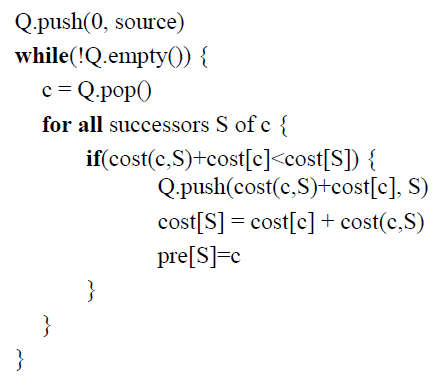 Q.push(0, source)
while(!Q.empty()) {
c = Q.pop()
for all successors S of c {
if(cost(c,S)+cost[c]<cost[S]) {
Q.push(cost(c,S)+cost[c], S)
cost[S] = cost[c] + cost(c,S)
pre[S]=c
}
}
}